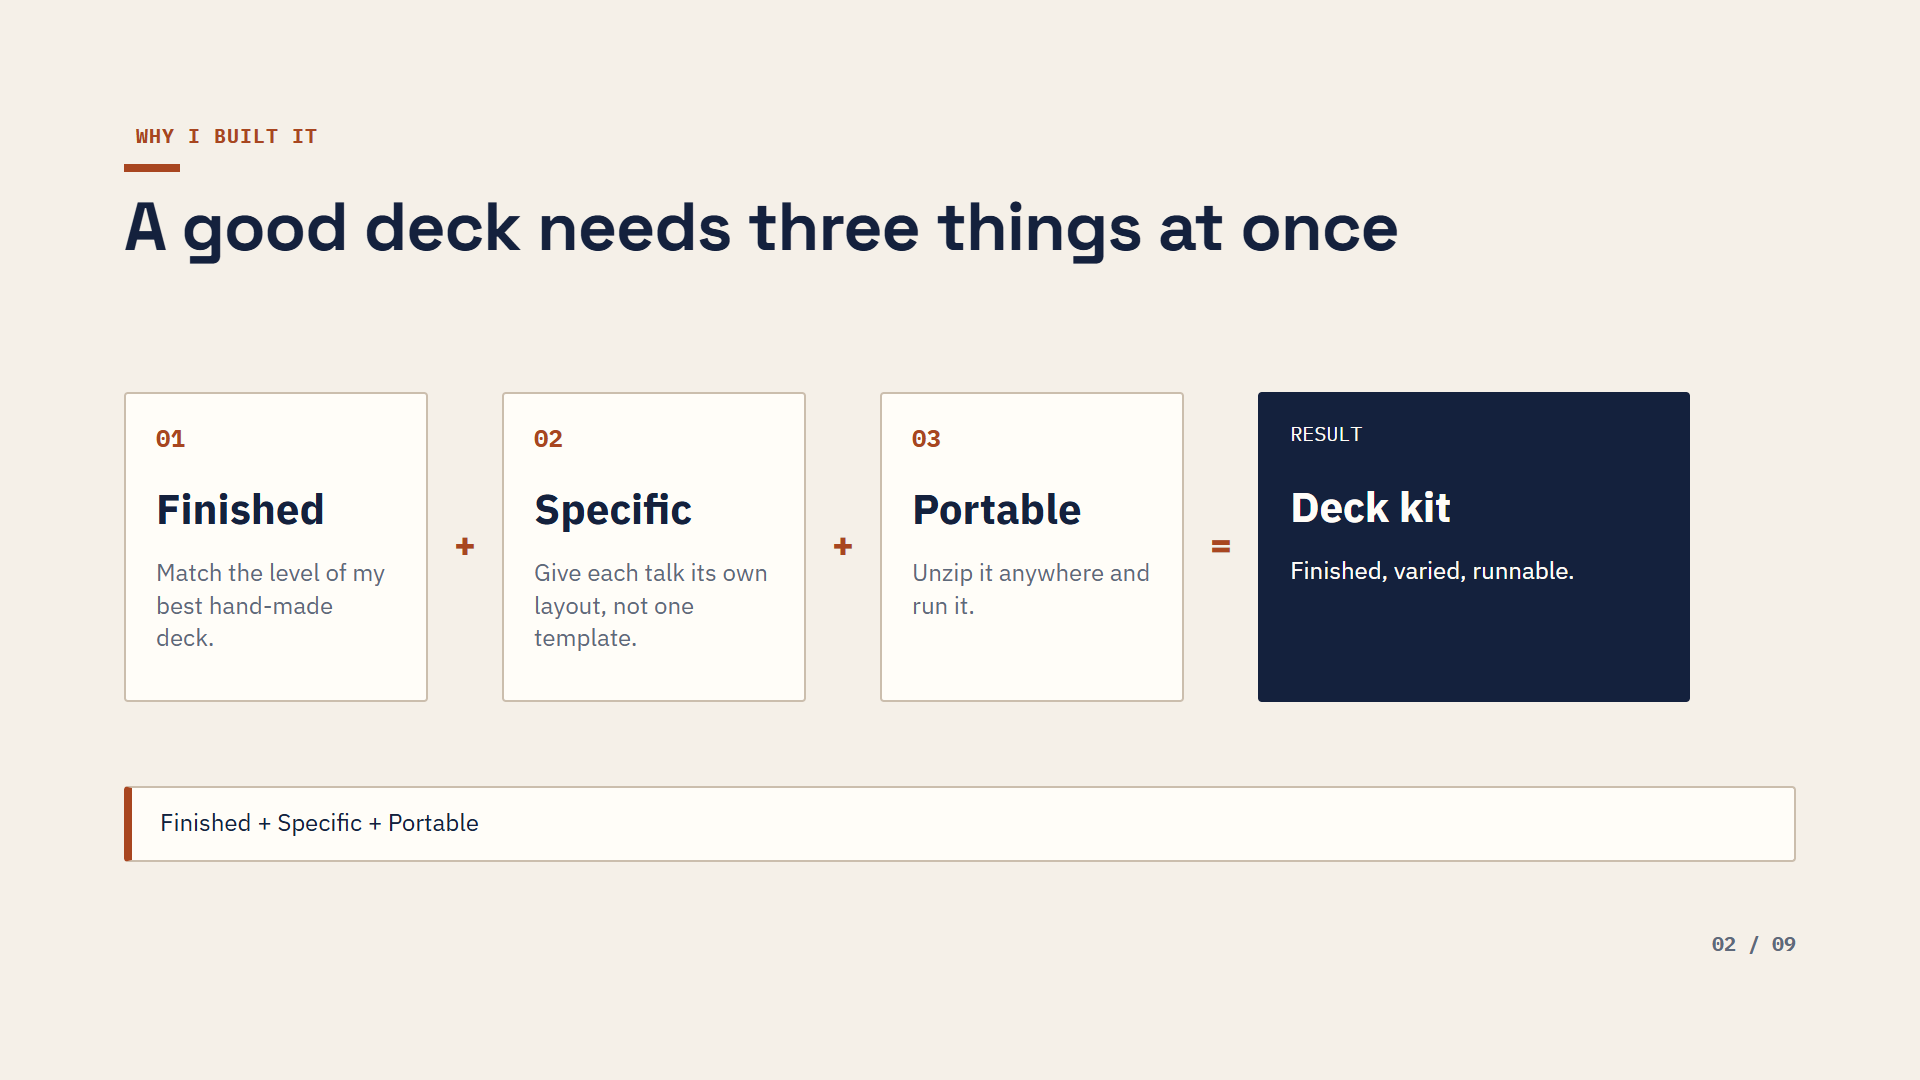 WHY I BUILT IT
A good deck needs three things at once
01
Finished
Match the level of my
best hand-made
deck.
+
02
Specific
Give each talk its own
layout, not one
template.
+
03
Portable
Unzip it anywhere and
run it.
=
RESULT
Deck kit
Finished, varied, runnable.
Finished + Specific + Portable
02 / 09